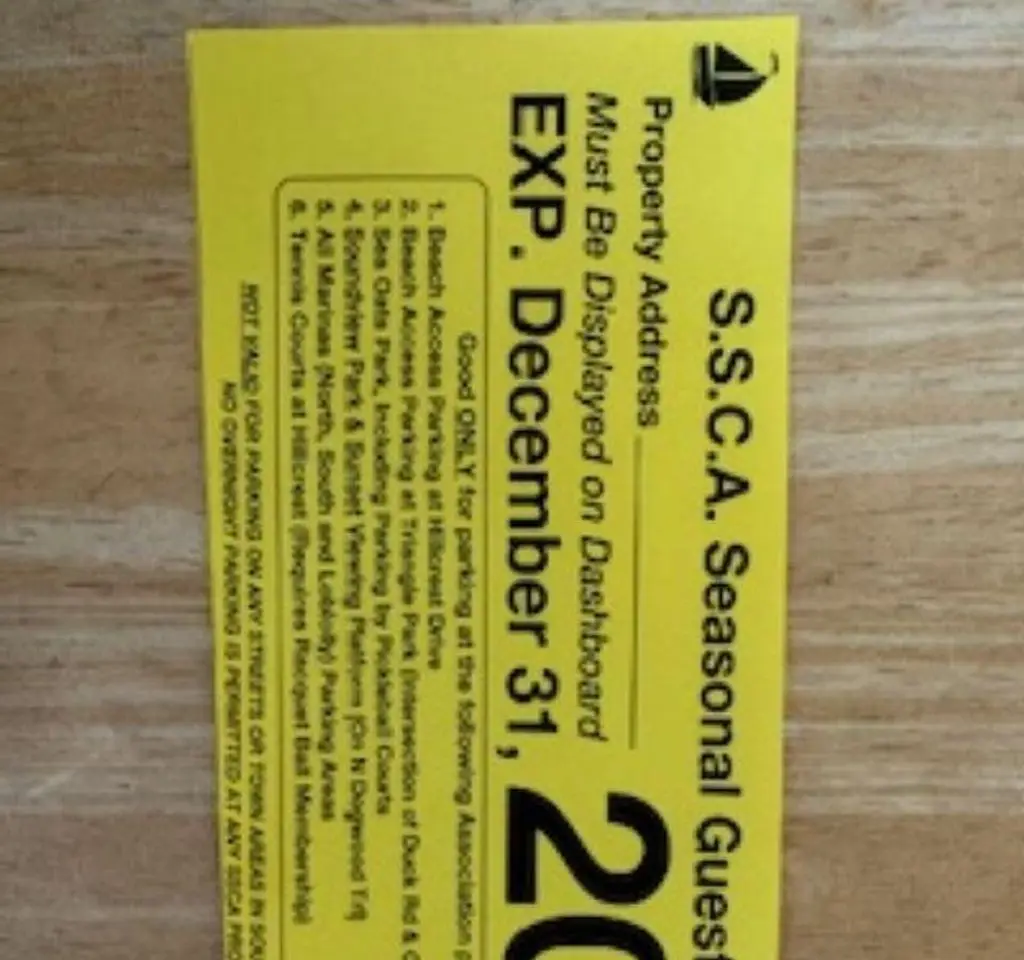 S.S.C.A. Seasonal Guest
Property Address
Must Be Displayed on Dashboard
EXP. December 31, 20
Good ONLY for parking at the following Association
1. Beach Access Parking at Hillcrest Drive
2. Beach Access Parking at Triangle Park (Intersection of Duck Rd &
3. Sea Oats Park, Including Parking by Pickleball Courts
4. Soundview Park & Sunset Viewing Platform (On N Dogwood Trl)
5. All Marinas (North, South and Loblolly) Parking Areas
6. Tennis Courts at Hillcrest (Requires Racquet Ball Membership)
NOT VALID FOR PARKING ON ANY STREETS OR TOWN AREAS IN SOU
NO OVERNIGHT PARKING IS PERMITTED AT ANY SSCA PRO